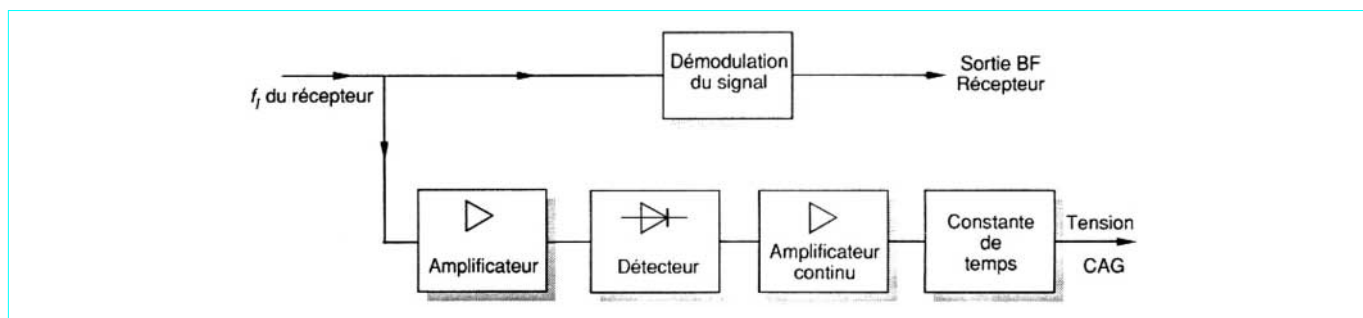 Démodulation
du signal
Sortie BF
Récepteur
f_I du récepteur
Amplificateur
Détecteur
Amplificateur
continu
Constante
de
temps
Tension
CAG